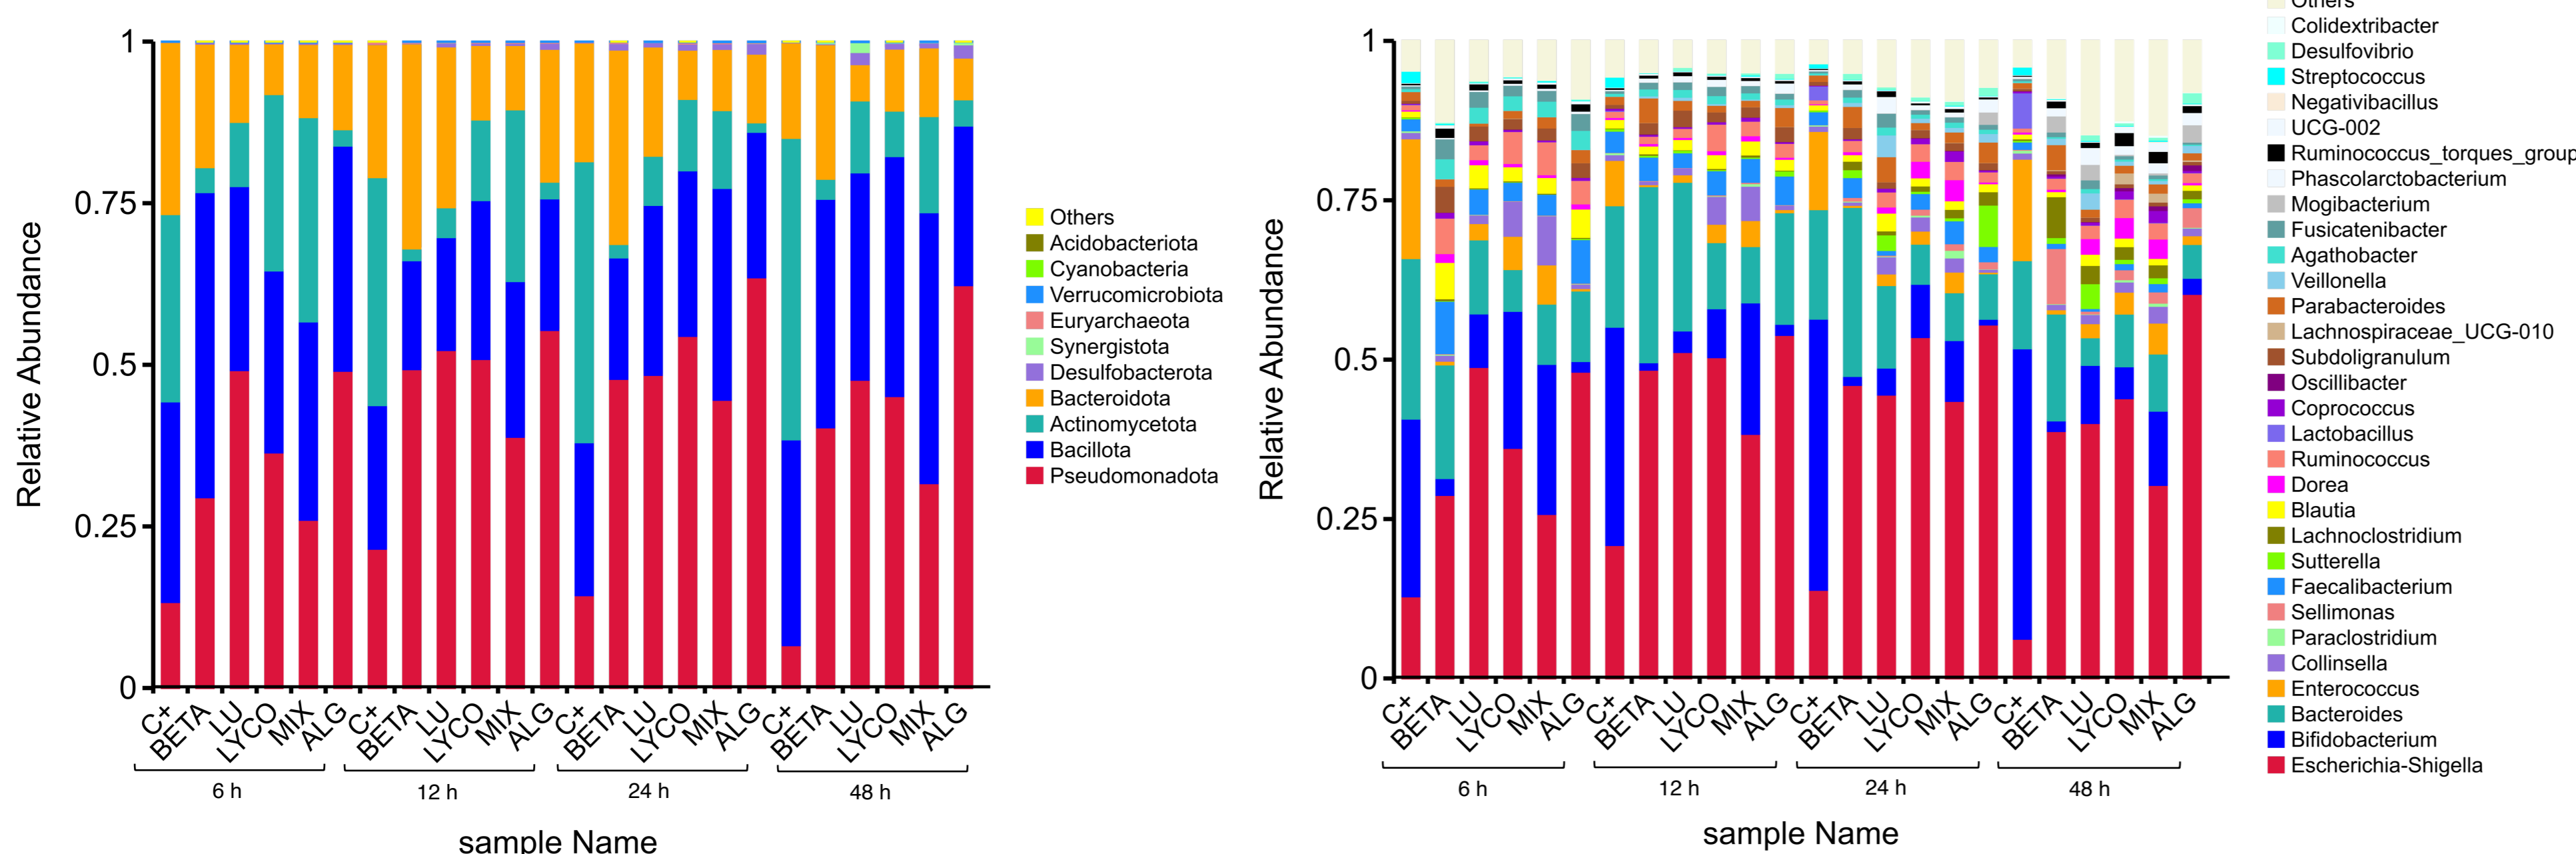 1
0.75
0.5
0.25
0
Relative Abundance
C+
BETA
LU
LYCO
MIX
ALG
C+
BETA
LU
LYCO
MIX
ALG
C+
BETA
LU
LYCO
MIX
ALG
C+
BETA
LU
LYCO
MIX
ALG
6 h
12 h
24 h
48 h
sample Name
Others
Acidobacteriota
Cyanobacteria
Verrucomicrobiota
Euryarchaeota
Synergistota
Desulfobacterota
Bacteroidota
Actinomycetota
Bacillota
Pseudomonadota
1
0.75
0.5
0.25
0
Relative Abundance
C+
BETA
LU
LYCO
MIX
ALG
C+
BETA
LU
LYCO
MIX
ALG
C+
BETA
LU
LYCO
MIX
ALG
C+
BETA
LU
LYCO
MIX
ALG
6 h
12 h
24 h
48 h
sample Name
Others
Colidextribacter
Desulfovibrio
Streptococcus
Negativibacillus
UCG-002
Ruminococcus_torques_group
Phascolarctobacterium
Mogibacterium
Fusicatenibacter
Agathobacter
Veillonella
Parabacteroides
Lachnospiraceae_UCG-010
Subdoligranulum
Oscillibacter
Coprococcus
Lactobacillus
Ruminococcus
Dorea
Blautia
Lachnoclostridium
Sutterella
Faecalibacterium
Sellimonas
Paraclostridium
Collinsella
Enterococcus
Bacteroides
Bifidobacterium
Escherichia-Shigella